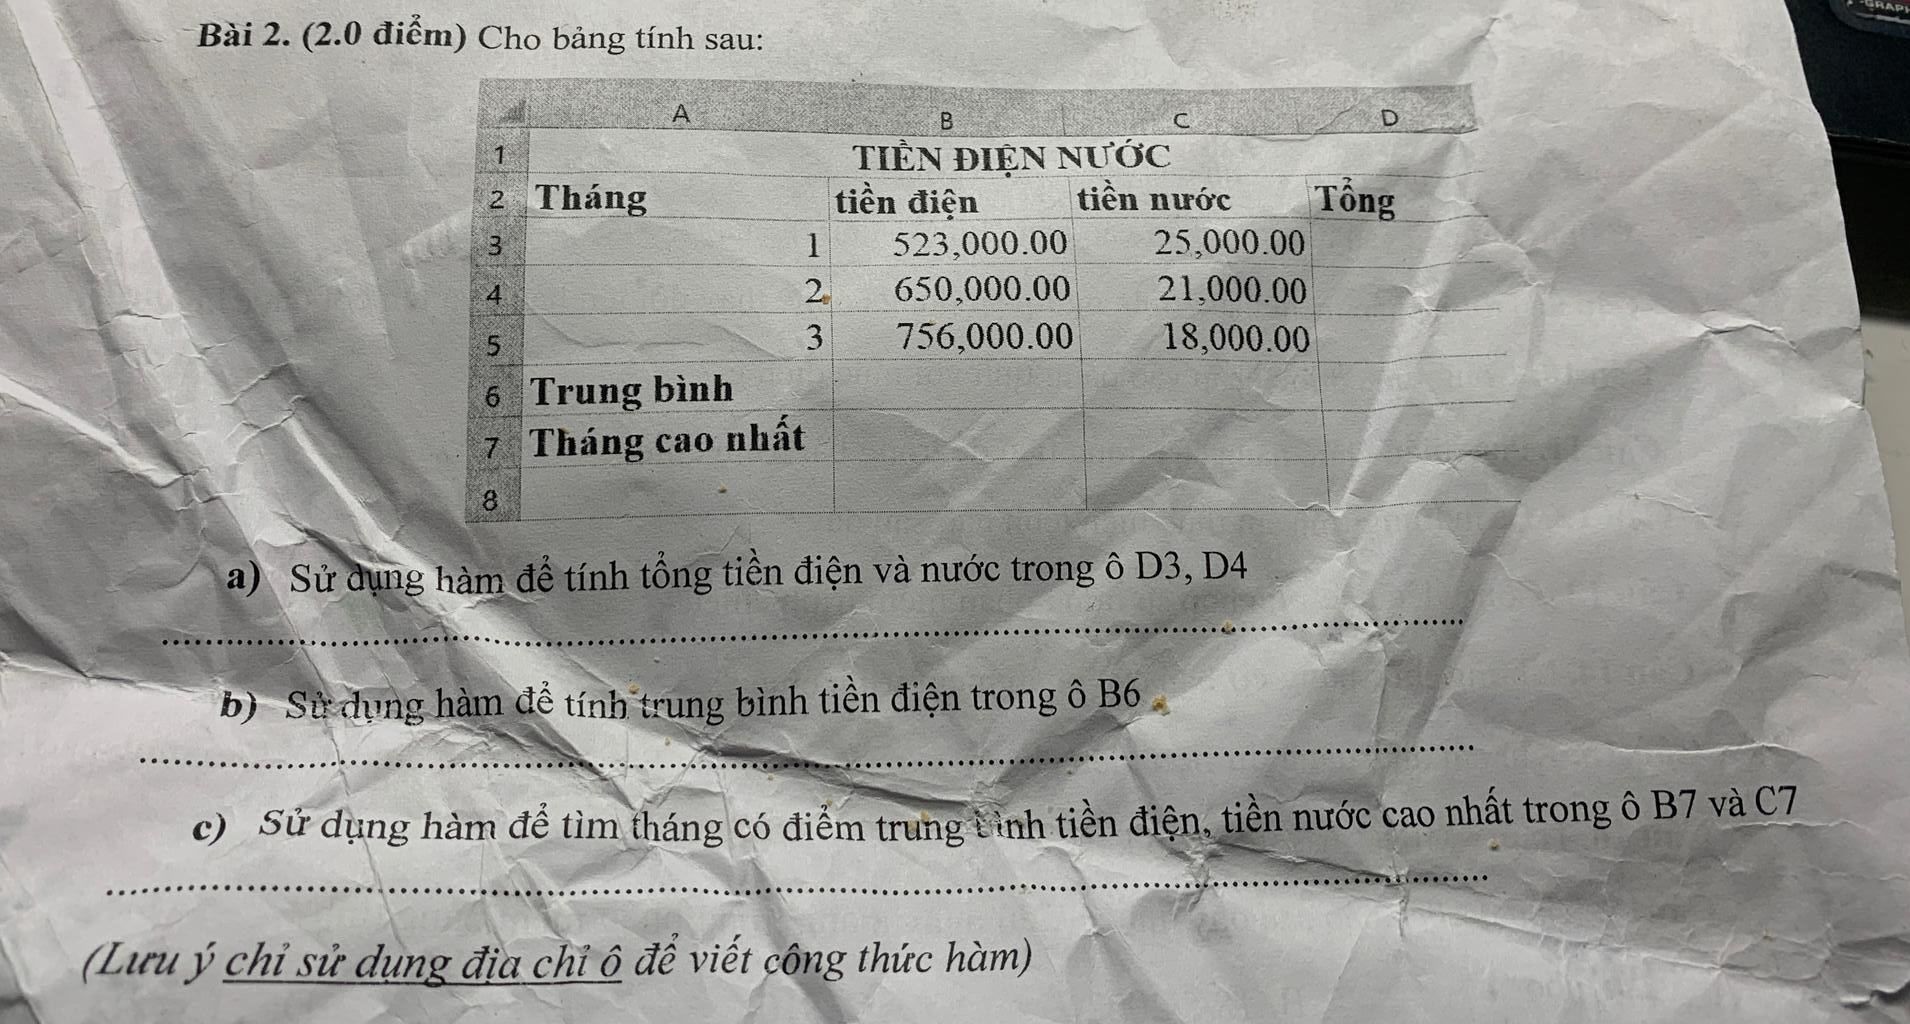 Bài 2. (2.0 điểm) Cho bảng tính sau:
A B C D
1 TIỀN ĐIỆN NƯỚC
2 Tháng tiền điện tiền nước Tổng
3 1 523,000.00 25,000.00
4 2 650,000.00 21,000.00
5 3 756,000.00 18,000.00
6 Trung bình
7 Tháng cao nhất
8
a) Sử dụng hàm để tính tổng tiền điện và nước trong ô D3, D4
b) Sử dụng hàm để tính trung bình tiền điện trong ô B6
c) Sử dụng hàm để tìm tháng có điểm trung bình tiền điện, tiền nước cao nhất trong ô B7 và C7
(Lưu ý chỉ sử dụng địa chỉ ô để viết công thức hàm)